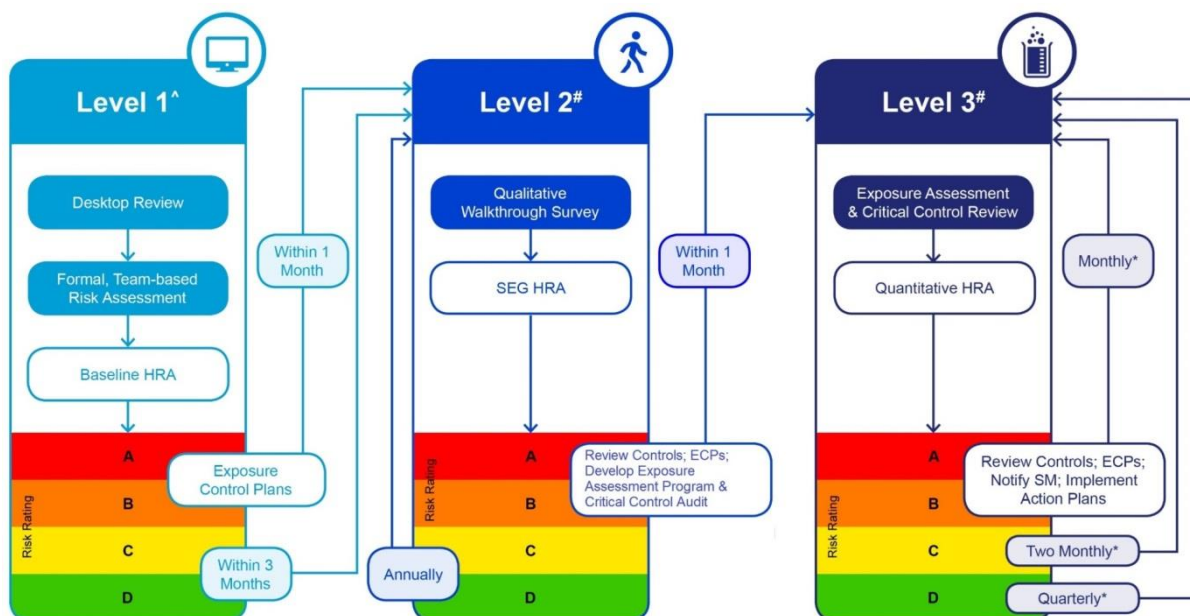 Level 1^
Desktop Review
Formal, Team-based
Risk Assessment
Baseline HRA
Risk Rating
A
B
C
D
Exposure
Control Plans
Within 1
Month
Within 3
Months
Level 2#
Qualitative
Walkthrough Survey
SEG HRA
Risk Rating
A
B
C
D
Annually
Review Controls; ECPs;
Develop Exposure
Assessment Program &
Critical Control Audit
Within 1
Month
Level 3#
Exposure Assessment
& Critical Control Review
Quantitative HRA
Risk Rating
A
B
C
D
Review Controls; ECPs;
Notify SM; Implement
Action Plans
Monthly*
Two Monthly*
Quarterly*